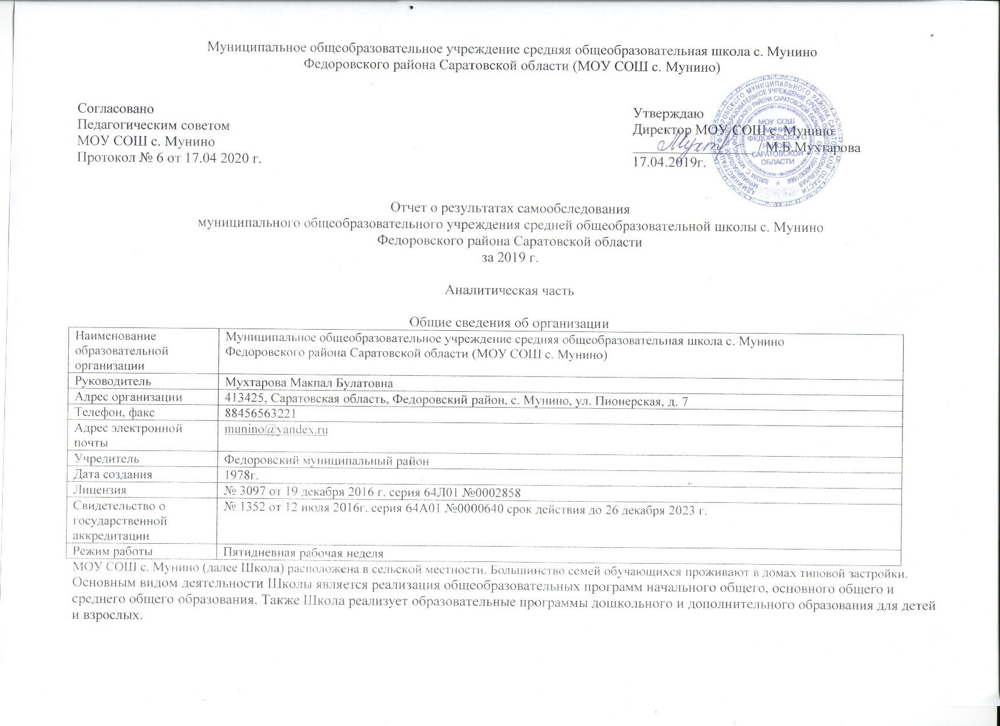 Муниципальное общеобразовательное учреждение средняя общеобразовательная школа с. Мунино
Федоровского района Саратовской области (МОУ СОШ с. Мунино)
Согласовано
Педагогическим советом
МОУ СОШ с. Мунино
Протокол № 6 от 17.04 2020 г.
Утверждаю
Директор МОУ СОШ с. Мунино
/ М.Б.Мухтарова
17.04.2019г.
МОУ СОШ
с. МУНИНО
ФЕДОРОВСКОГО
РАЙОНА
САРАТОВСКОЙ
ОБЛАСТИ
Отчет о результатах самообследования
муниципального общеобразовательного учреждения средней общеобразовательной школы с. Мунино
Федоровского района Саратовской области
за 2019 г.
Аналитическая часть
Общие сведения об организации
Наименование
образовательной
организации
Муниципальное общеобразовательное учреждение средняя общеобразовательная школа с. Мунино
Федоровского района Саратовской области (МОУ СОШ с. Мунино)
Руководитель
Мухтарова Макпал Булатовна
Адрес организации
413425, Саратовская область, Федоровский район, с. Мунино, ул. Пионерская, д. 7
Телефон, факс
88456563221
Адрес электронной
почты
munino@yandex.ru
Учредитель
Федоровский муниципальный район
Дата создания
1978г.
Лицензия
№ 3097 от 19 декабря 2016 г. серия 64Л01 №0002858
Свидетельство о
государственной
аккредитации
№ 1352 от 12 июля 2016г. серия 64А01 №0000640 срок действия до 26 декабря 2023 г.
Режим работы
Пятидневная рабочая неделя
МОУ СОШ с. Мунино (далее Школа) расположена в сельской местности. Большинство семей обучающихся проживают в домах типовой застройки.
Основным видом деятельности Школы является реализация общеобразовательных программ начального общего, основного общего и
среднего общего образования. Также Школа реализует образовательные программы дошкольного и дополнительного образования для детей
и взрослых.